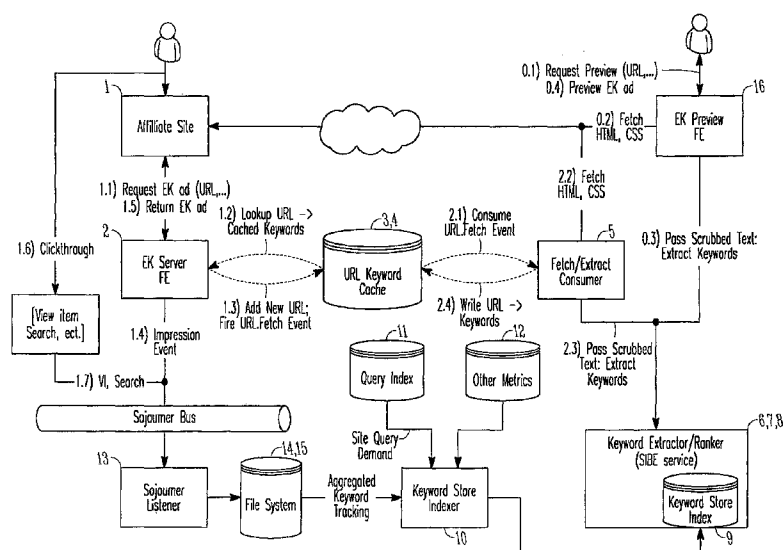 0.1) Request Preview (URL,...)
0.4) Preview EK ad
1
Affilliate Site
16
EK Preview
FE
0.2) Fetch
HTML, CSS
1.1) Request EK ad (URL,...)
1.5) Return EK ad
2.2) Fetch
HTML, CSS
1.2) Lookup URL ->
Cached Keywords
3,4
2.1) Consume
URL.Fetch Event
0.3) Pass Scrubbed Text:
Extract Keywords
1.6) Clickthrough
2
EK Server
FE
URL Keyword
Cache
5
Fetch/Extract
Consumer
1.3) Add New URL;
Fire URL.Fetch Event
2.4) Write URL ->
Keywords
[View item
Search, ect.]
1.4) Impression
Event
11
Query Index
12
Other Metrics
2.3) Pass Scrubbed
Text: Extract
Keywords
1.7) VI, Search
Sojourner Bus
Site Query
Demand
6,7,8
Keyword Extractor/Ranker
(SIBE service)
13
Sojourner
Listener
14,15
File System
Aggregated
Keyword
Tracking
Keyword Store
Indexer
10
Keyword Store
Index
9